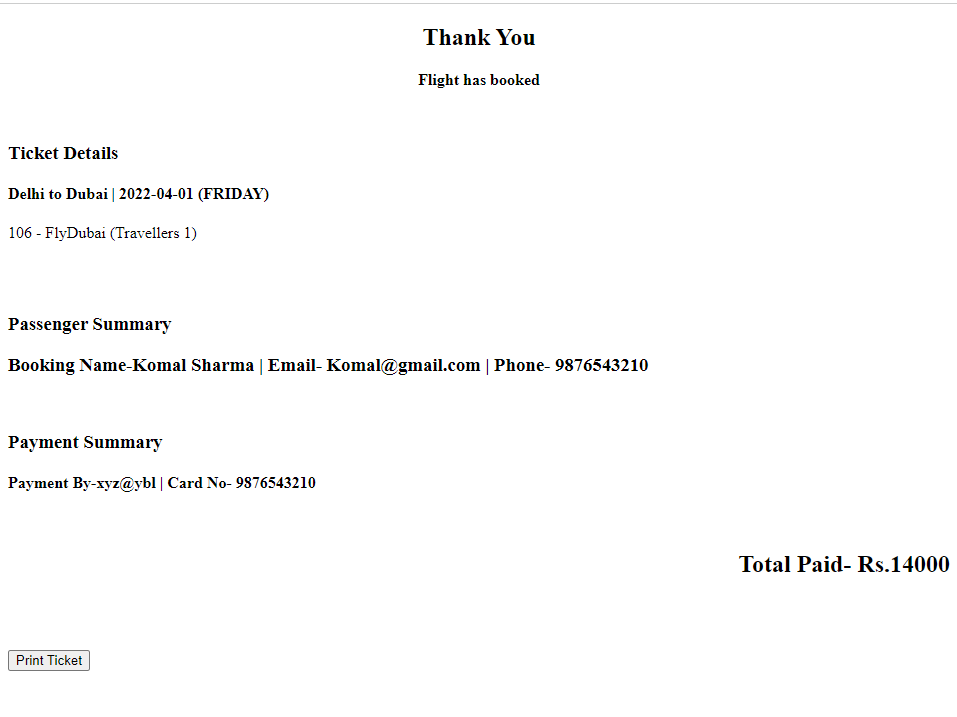 Thank You
Flight has booked
Ticket Details
Delhi to Dubai | 2022-04-01 (FRIDAY)
106 - FlyDubai (Travellers 1)
Passenger Summary
Booking Name-Komal Sharma | Email- Komal@gmail.com | Phone- 9876543210
Payment Summary
Payment By-xyz@ybl | Card No- 9876543210
Total Paid- Rs.14000
Print Ticket